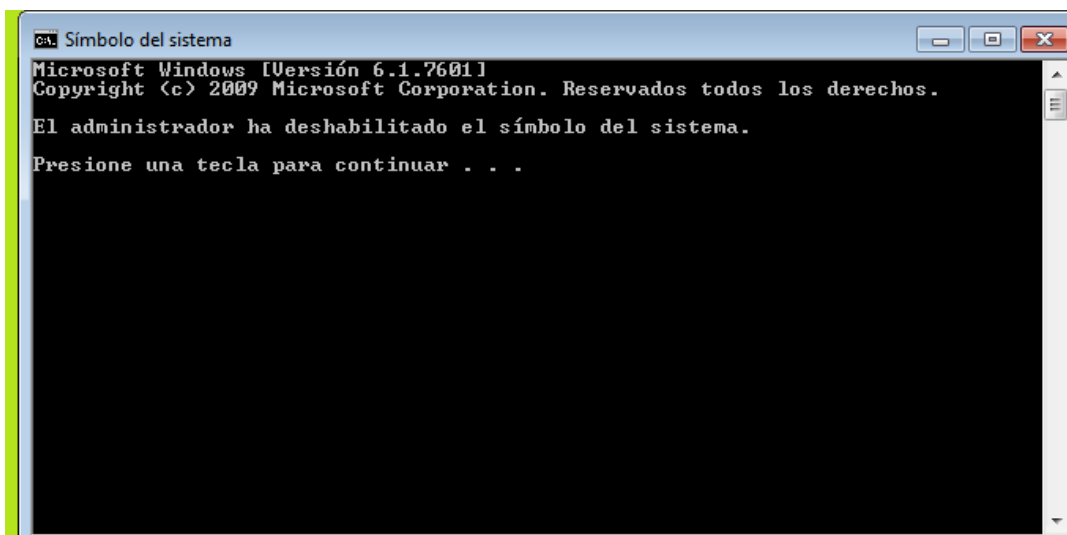 Símbolo del sistema
Microsoft Windows [Versión 6.1.7601]
Copyright (c) 2009 Microsoft Corporation. Reservados todos los derechos.
El administrador ha deshabilitado el símbolo del sistema.
Presione una tecla para continuar . . .